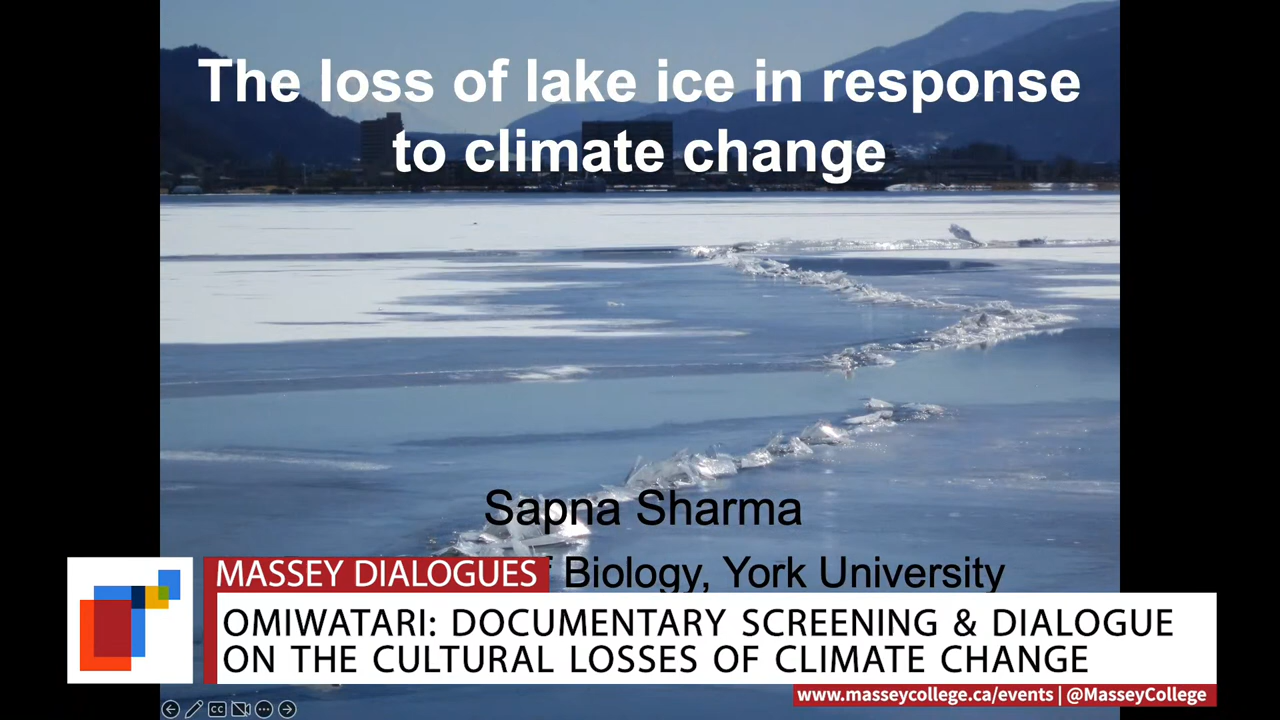 The loss of lake ice in response
to climate change
Sapna Sharma
Biology, York University
MASSEY DIALOGUES
OMIWATARI: DOCUMENTARY SCREENING & DIALOGUE
ON THE CULTURAL LOSSES OF CLIMATE CHANGE
www.masseycollege.ca/events | @MasseyCollege
CC